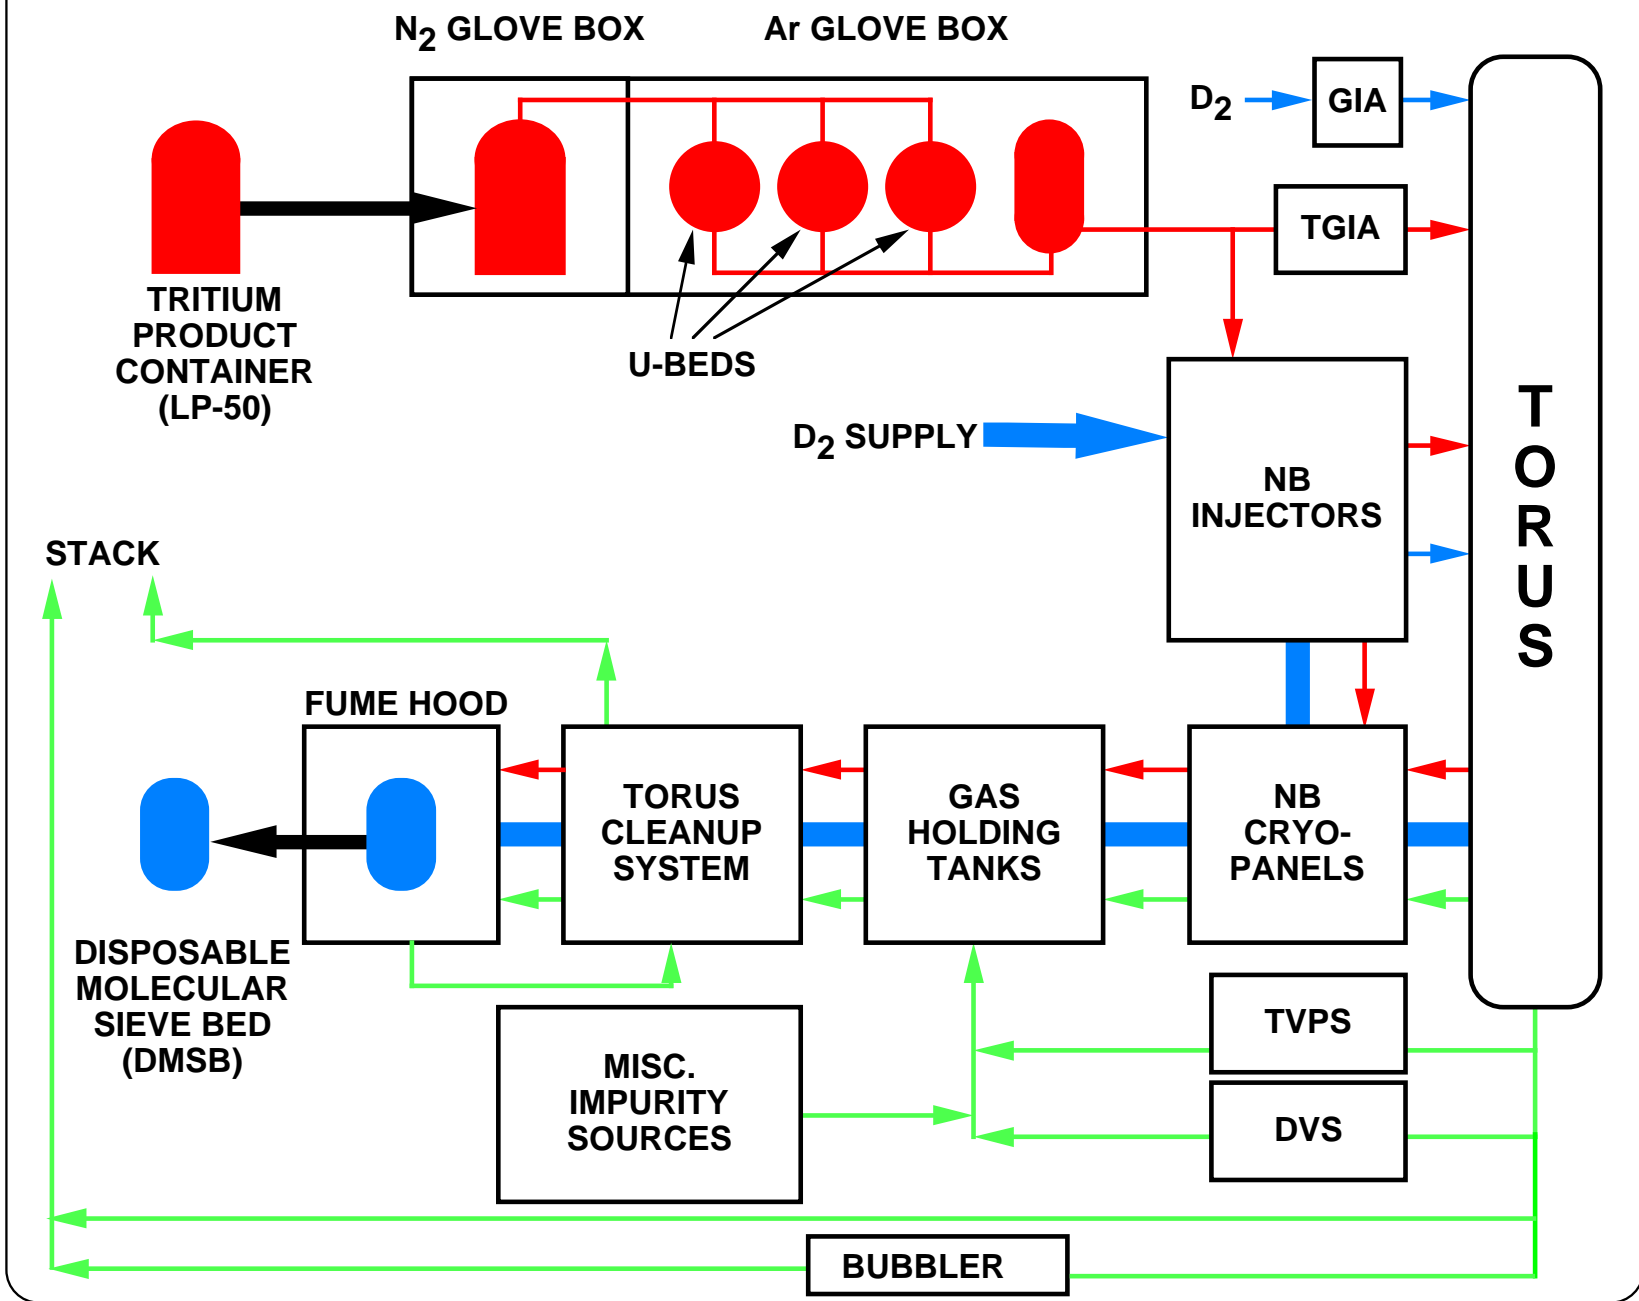 N2 GLOVE BOX
Ar GLOVE BOX
D2
GIA
TGIA
TRITIUM
PRODUCT
CONTAINER
(LP-50)
U-BEDS
D2 SUPPLY
NB
INJECTORS
T
O
R
U
S
STACK
FUME HOOD
TORUS
CLEANUP
SYSTEM
GAS
HOLDING
TANKS
NB
CRYO-
PANELS
DISPOSABLE
MOLECULAR
SIEVE BED
(DMSB)
MISC.
IMPURITY
SOURCES
TVPS
DVS
BUBBLER